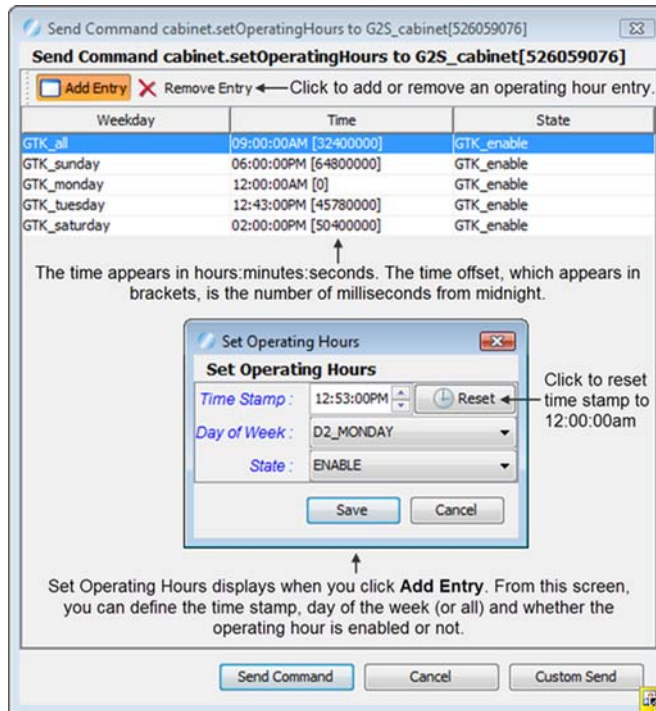 Send Command cabinet.setOperatingHours to G2S_cabinet[526059076]
Send Command cabinet.setOperatingHours to G2S_cabinet[526059076]
Add Entry Remove Entry Click to add or remove an operating hour entry.
Weekday Time State
GTK_all 09:00:00AM [32400000] GTK_enable
GTK_sunday 06:00:00PM [64800000] GTK_enable
GTK_monday 12:00:00AM [0] GTK_enable
GTK_tuesday 12:43:00PM [45780000] GTK_enable
GTK_saturday 02:00:00PM [50400000] GTK_enable
The time appears in hours:minutes:seconds. The time offset, which appears in
brackets, is the number of milliseconds from midnight.
Set Operating Hours
Set Operating Hours
Time Stamp : 12:53:00PM Reset
Click to reset
time stamp to
12:00:00am
Day of Week : D2_MONDAY
State : ENABLE
Save Cancel
Set Operating Hours displays when you click Add Entry. From this screen,
you can define the time stamp, day of the week (or all) and whether the
operating hour is enabled or not.
Send Command Cancel Custom Send